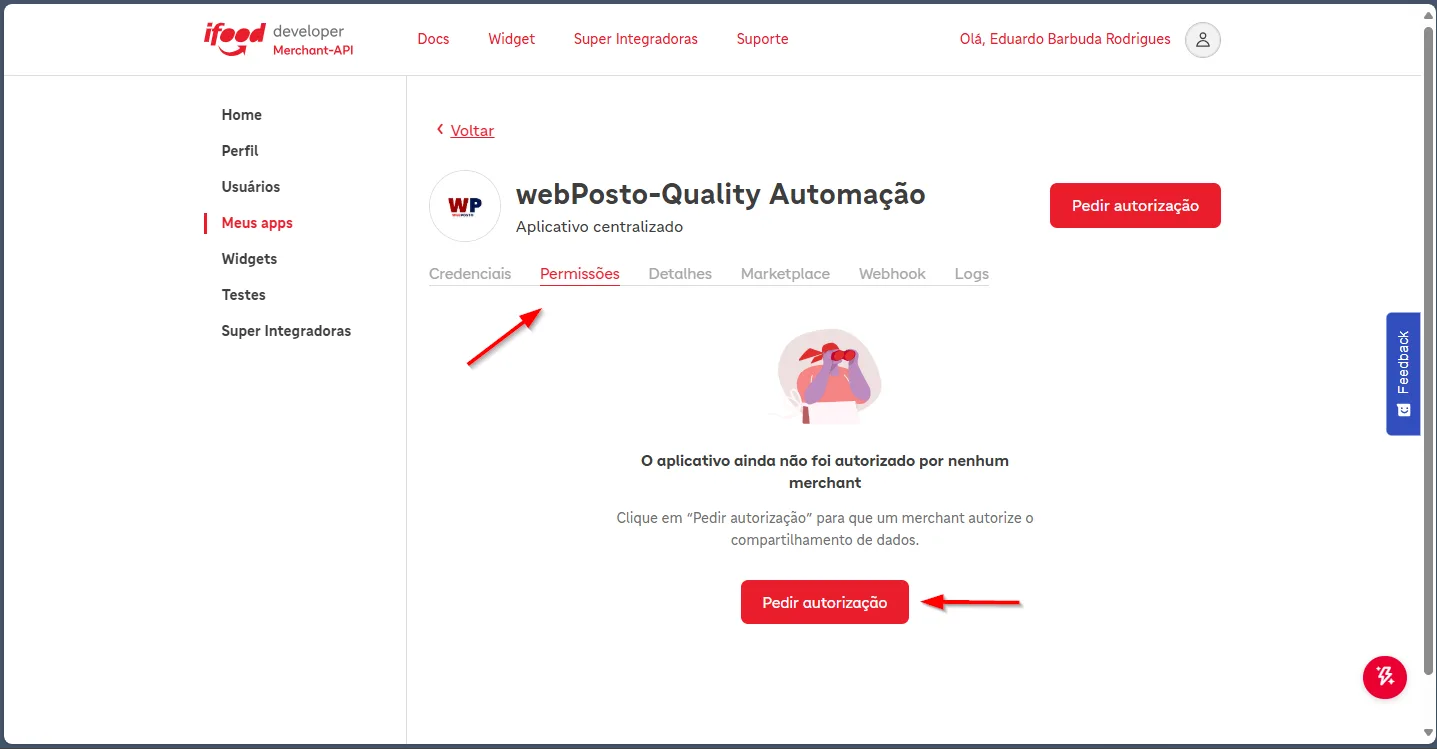 ifood developer
Merchant-API
Docs
Widget
Super Integradoras
Suporte
Olá, Eduardo Barbuda Rodrigues
Home
Perfil
Usuários
Meus apps
Widgets
Testes
Super Integradoras
Voltar
WP
WEBPOSTO
webPosto-Quality Automação
Aplicativo centralizado
Pedir autorização
Credenciais
Permissões
Detalhes
Marketplace
Webhook
Logs
O aplicativo ainda não foi autorizado por nenhum
merchant
Clique em “Pedir autorização” para que um merchant autorize o
compartilhamento de dados.
Pedir autorização
Feedback